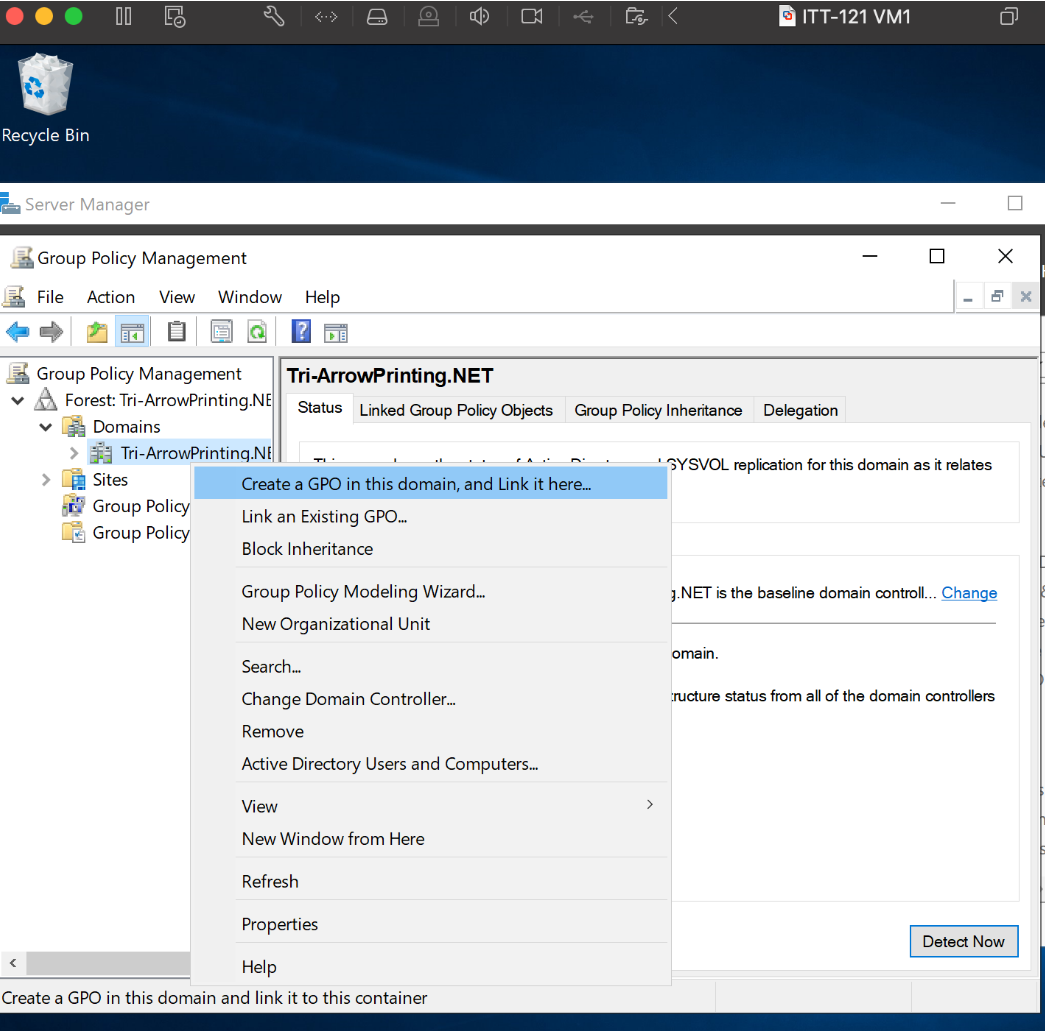 ITT-121 VM1
Recycle Bin
Server Manager
Group Policy Management
File Action View Window Help
Group Policy Management
Forest: Tri-ArrowPrinting.NE
Domains
Tri-ArrowPrinting.NE
Sites
Group Policy
Group Policy
Tri-ArrowPrinting.NET
Status Linked Group Policy Objects Group Policy Inheritance Delegation
SYSVOL replication for this domain as it relates
Create a GPO in this domain, and Link it here...
Link an Existing GPO...
Block Inheritance
Group Policy Modeling Wizard...
New Organizational Unit
Search...
Change Domain Controller...
Remove
Active Directory Users and Computers...
View
New Window from Here
Refresh
Properties
Help
g.NET is the baseline domain controll... Change
omain.
tructure status from all of the domain controllers
Detect Now
Create a GPO in this domain and link it to this container